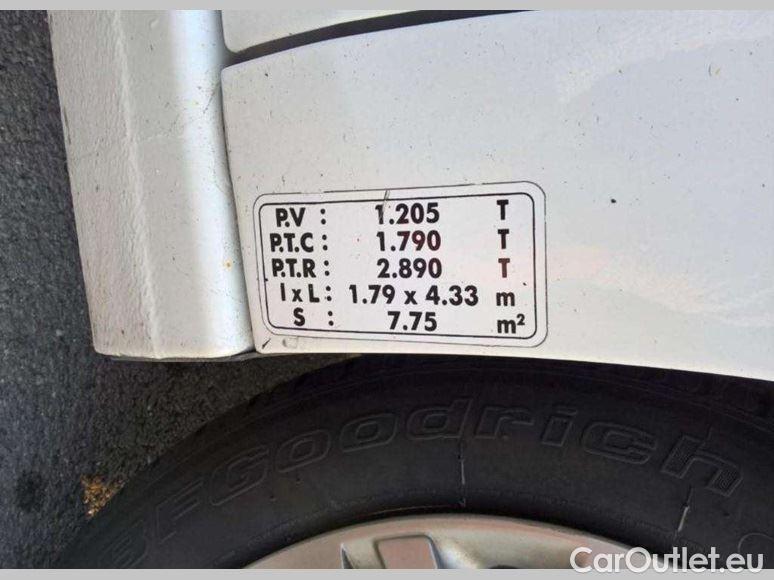 P.V : 1.205 T
P.T.C : 1.790 T
P.T.R : 2.890 T
l x L : 1.79 x 4.33 m
S : 7.75 m²
BFGoodrich
CarOutlet.eu